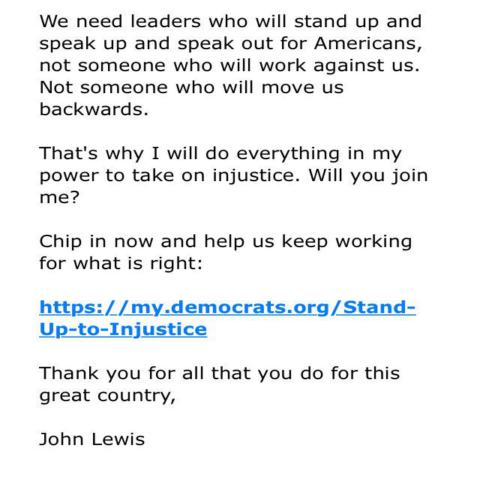 We need leaders who will stand up and
speak up and speak out for Americans,
not someone who will work against us.
Not someone who will move us
backwards.
That's why I will do everything in my
power to take on injustice. Will you join
me?
Chip in now and help us keep working
for what is right:
https://my.democrats.org/Stand-
Up-to-Injustice
Thank you for all that you do for this
great country,
John Lewis